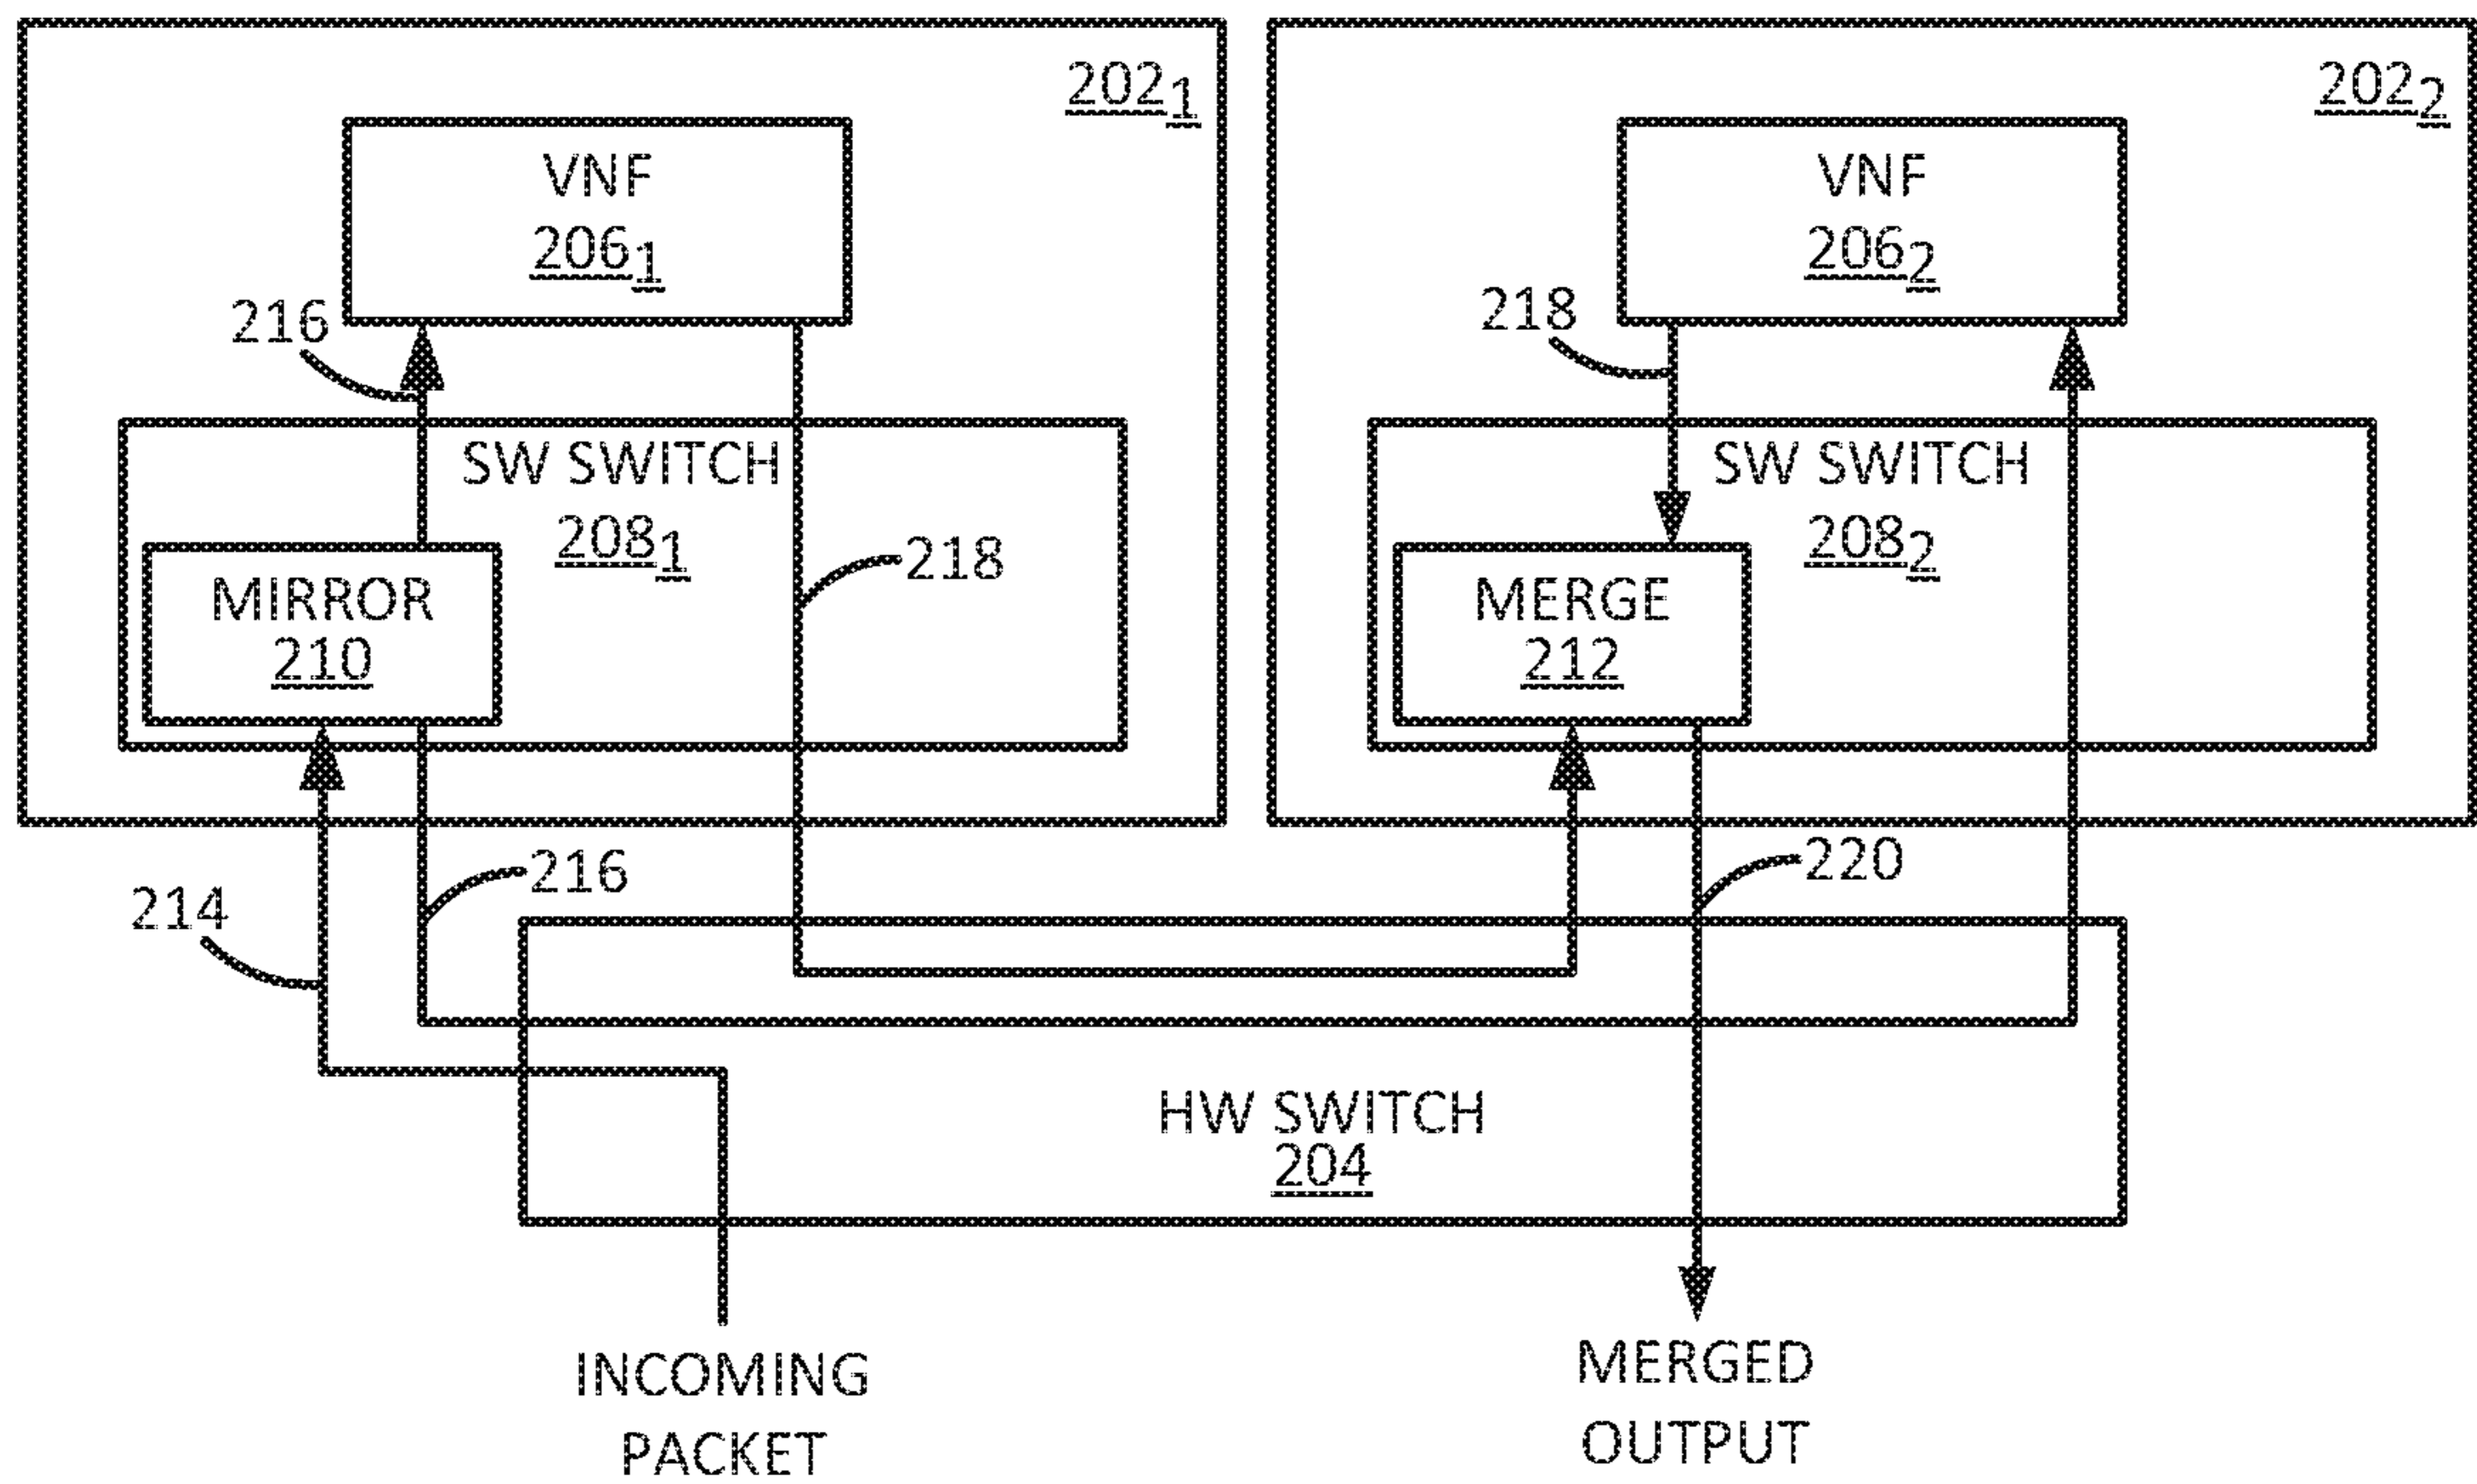 202₁
VNF
206₁
216
SW SWITCH
208₁
218
MIRROR
210
202₂
VNF
206₂
218
SW SWITCH
208₂
MERGE
212
214
216
220
HW SWITCH
204
INCOMING
PACKET
MERGED
OUTPUT